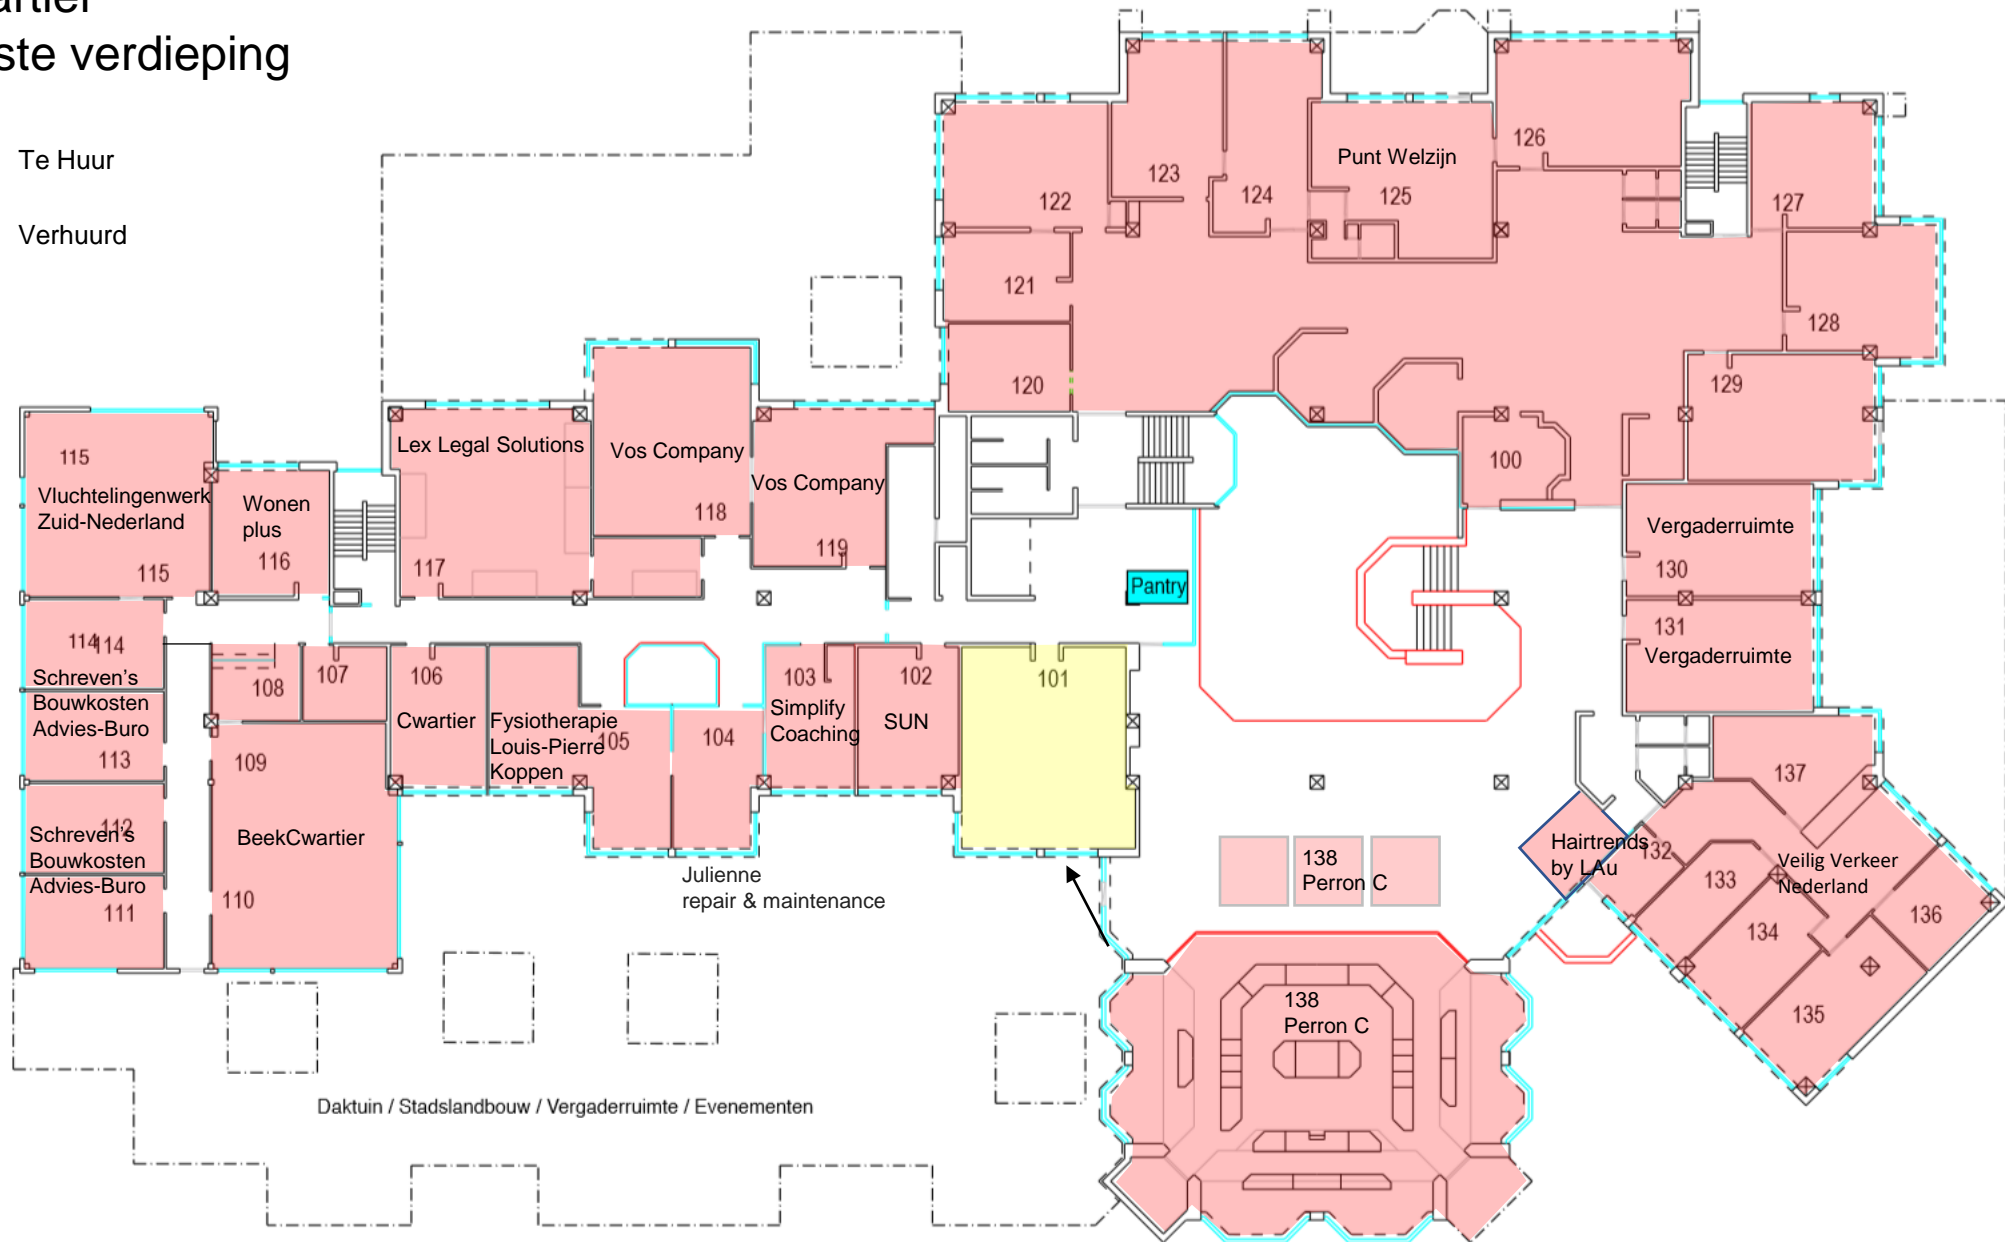 artier
ste verdieping
Te Huur
Verhuurd
126
Punt Welzijn
123
124
125
122
127
121
128
120
129
115
Vluchtelingenwerk
Zuid-Nederland
115
Wonen
plus
116
Lex Legal Solutions
117
Vos Company
118
Vos Company
119
100
Pantry
Vergaderruimte
130
131
Vergaderruimte
114
114
Schreven's
Bouwkosten
Advies-Buro
113
112
Schreven's
Bouwkosten
Advies-Buro
111
108
107
109
BeekCwartier
110
106
Cwartier
Fysiotherapie
Louis-Pierre
Koppen
105
104
Julienne
repair & maintenance
103
Simplify
Coaching
102
SUN
101
138
Perron C
Hairtrends
by LAu
132
137
Veilig Verkeer
Nederland
133
134
136
135
138
Perron C
Daktuin / Stadslandbouw / Vergaderruimte / Evenementen